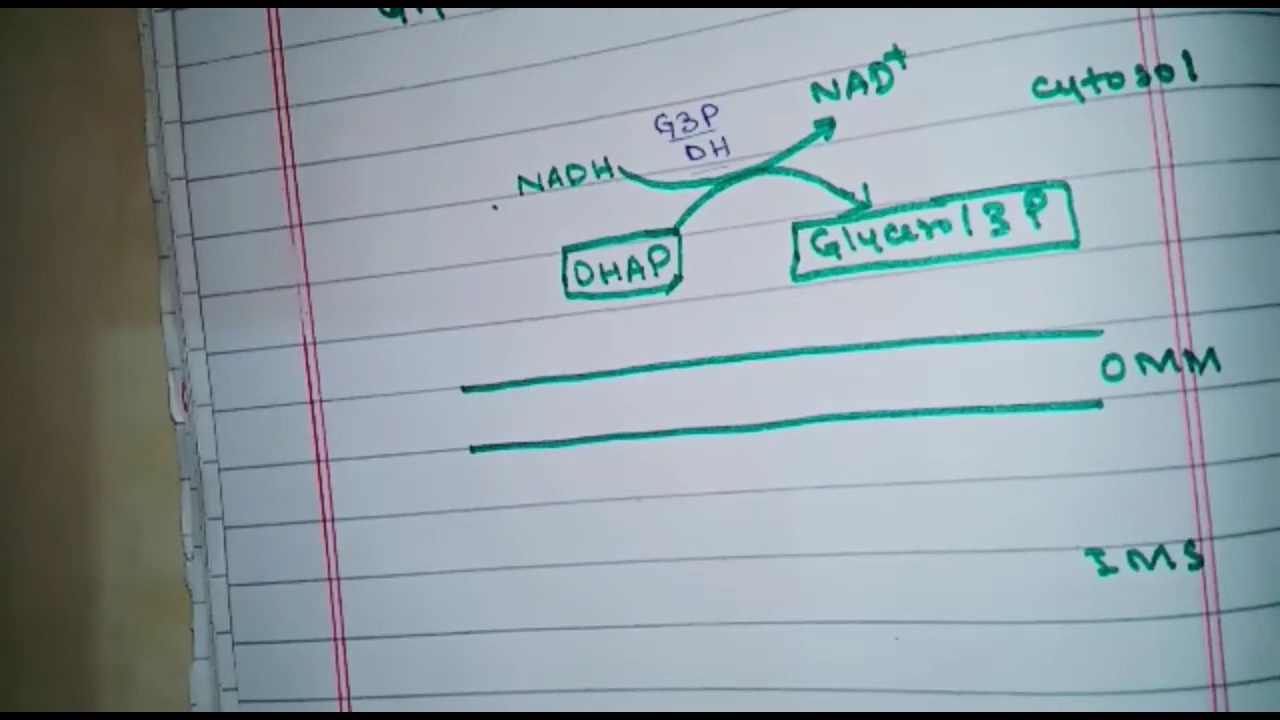 NAD+
cytosol
G3P
DH
NADH
DHAP
Glycerol 3 P
OMM
IMS